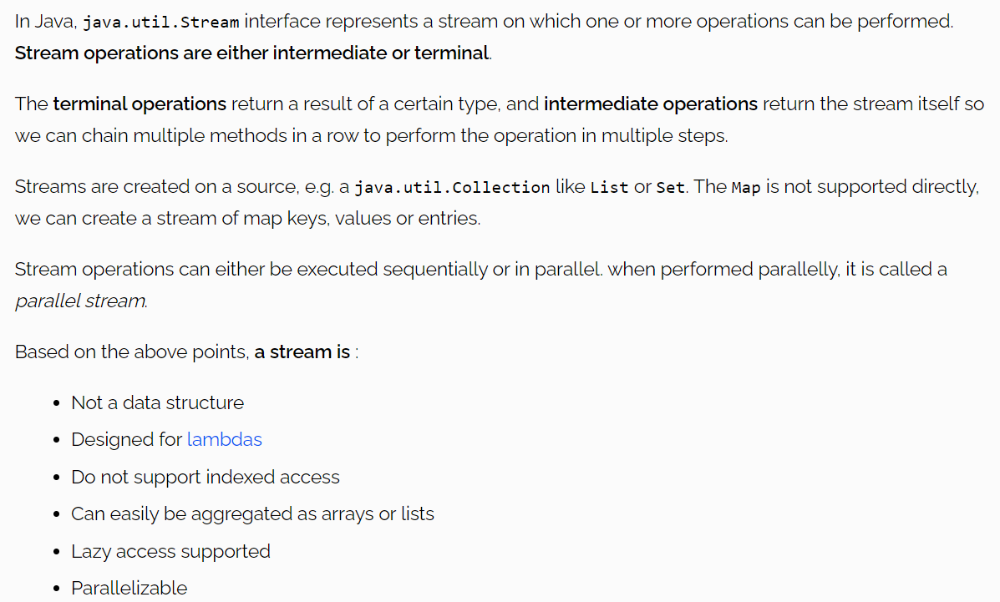 In Java, java.util.Stream interface represents a stream on which one or more operations can be performed.
Stream operations are either intermediate or terminal.
The terminal operations return a result of a certain type, and intermediate operations return the stream itself so
we can chain multiple methods in a row to perform the operation in multiple steps.
Streams are created on a source, e.g. a java.util.Collection like List or Set. The Map is not supported directly,
we can create a stream of map keys, values or entries.
Stream operations can either be executed sequentially or in parallel. when performed parallelly, it is called a
parallel stream.
Based on the above points, a stream is :
• Not a data structure
• Designed for lambdas
• Do not support indexed access
• Can easily be aggregated as arrays or lists
• Lazy access supported
• Parallelizable